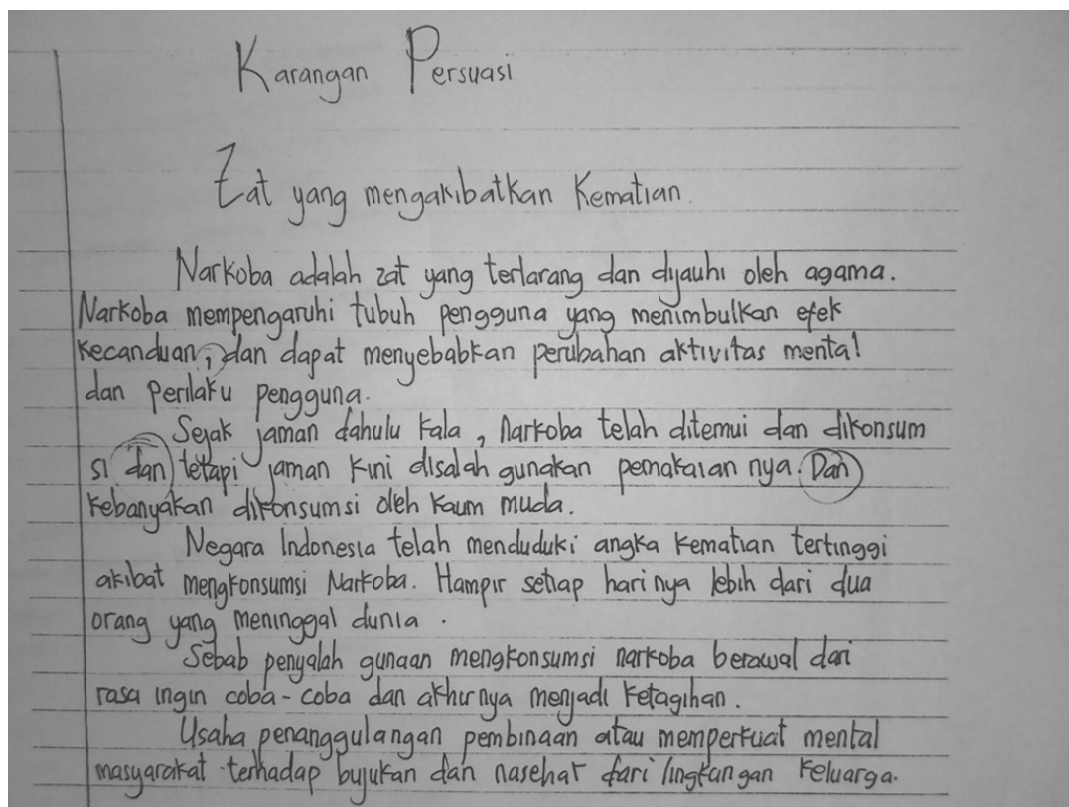 Karangan Persuasi
Zat yang mengakibatkan Kematian.
Narkoba adalah zat yang terlarang dan dijauhi oleh agama.
Narkoba mempengaruhi tubuh pengguna yang menimbulkan efek
Kecanduan, dan dapat menyebabkan perubahan aktivitas mental
dan perilaku pengguna.
Sejak jaman dahulu kala, narkoba telah ditemui dan dikonsum
si dan tetapi jaman kini disalah gunakan pemakaian nya. Dan
kebanyakan dikonsumsi oleh kaum muda.
Negara Indonesia telah menduduki angka kematian tertinggi
akibat mengkonsumsi Narkoba. Hampir setiap hari nya lebih dari dua
orang yang meninggal dunia.
Sebab penyalah gunaan mengkonsumsi narkoba berawal dari
rasa ingin coba-coba dan akhirnya menjadi ketagihan.
Usaha penanggulangan pembinaan atau memperkuat mental
masyarakat terhadap bujukan dan nasehat dari lingkangan keluarga.